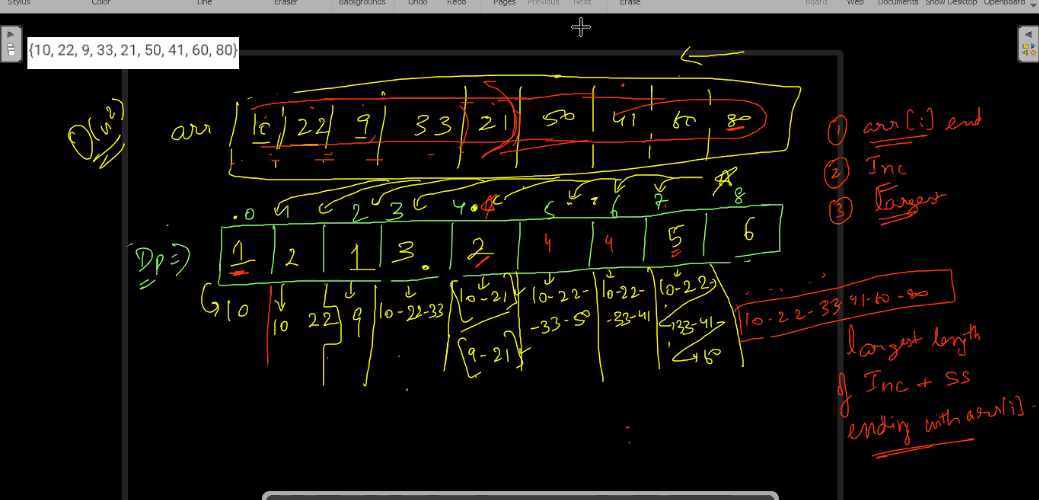 Stylus Color Line Eraser Backgrounds Undo Redo Pages Previous Next Erase Board Web Documents Show Desktop OpenBoard
{10, 22, 9, 33, 21, 50, 41, 60, 80}
O(n²)
arr 10 22 9 33 21 50 41 60 80
① arr[i] end
② Inc
③ Largest
0 1 2 3 4 5 6 7 8
Dp=> 1 2 1 3 2 4 4 5 6
10
10 22
9
10-22-33
10-21
9-21
10-22-
-33-50
10-22-
-33-41
10-22
-33-41
-60
10-22-33-41-60-80
largest length
of Inc + SS
ending with arr[i]